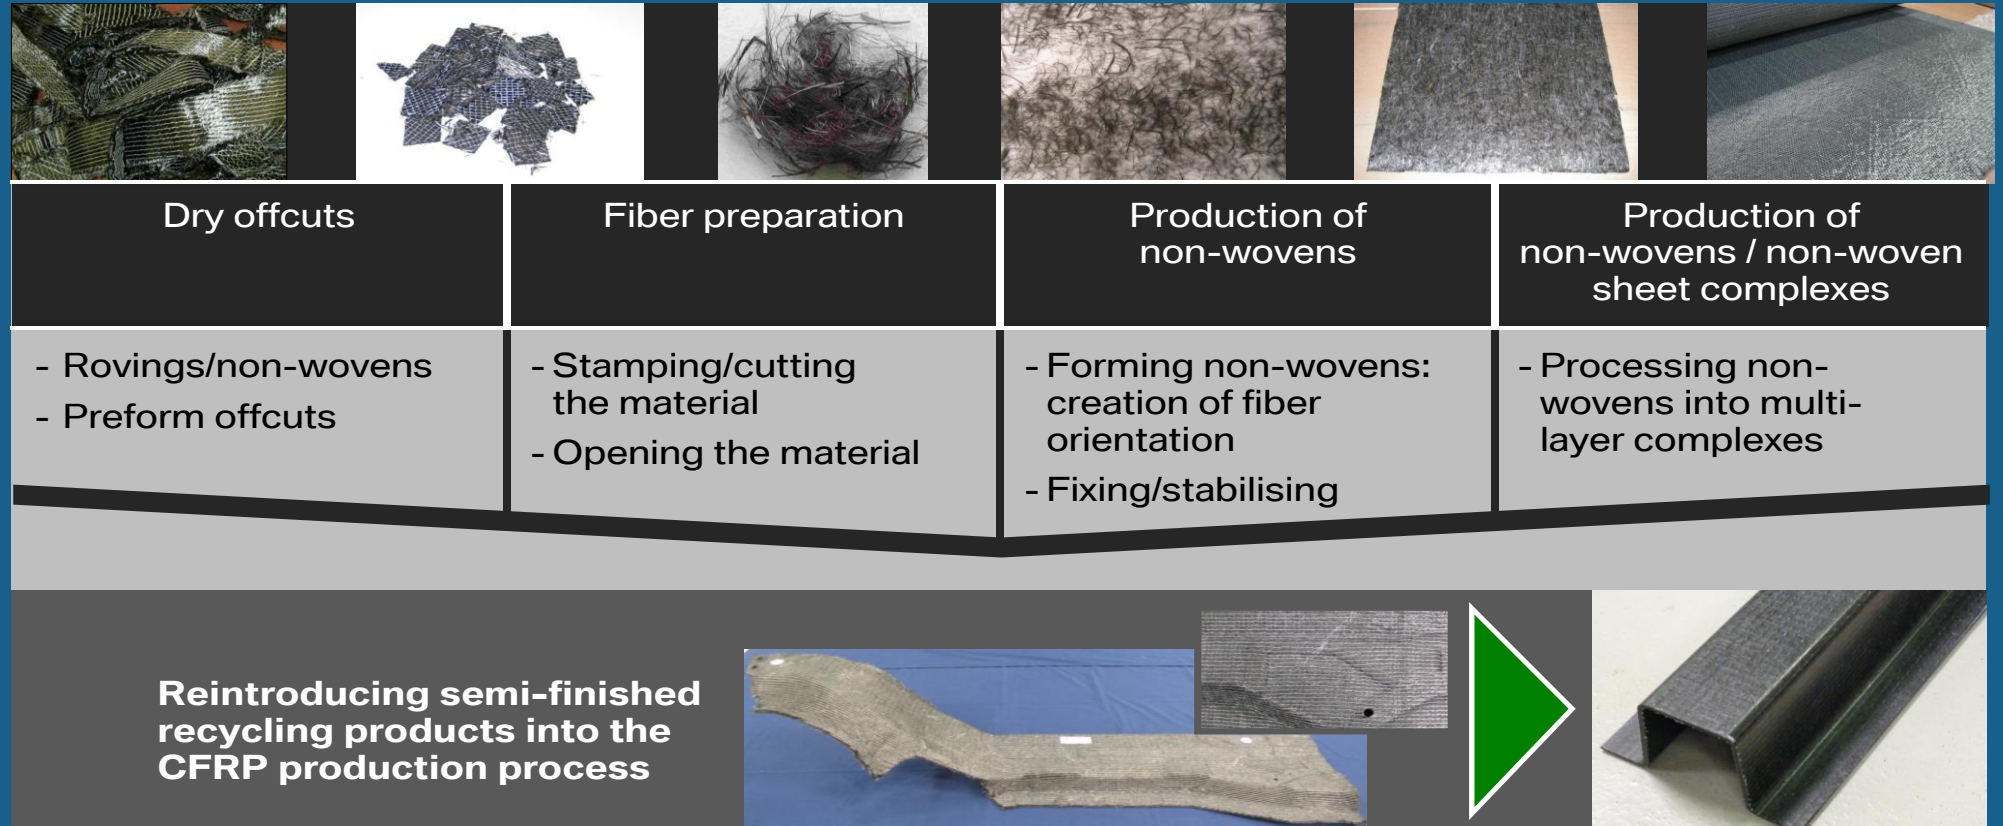 Dry offcuts
Fiber preparation
Production of
non-wovens
Production of
non-wovens / non-woven
sheet complexes
- Rovings/non-wovens
- Preform offcuts
- Stamping/cutting
the material
- Opening the material
- Forming non-wovens:
creation of fiber
orientation
- Fixing/stabilising
- Processing non-
wovens into multi-
layer complexes
Reintroducing semi-finished
recycling products into the
CFRP production process